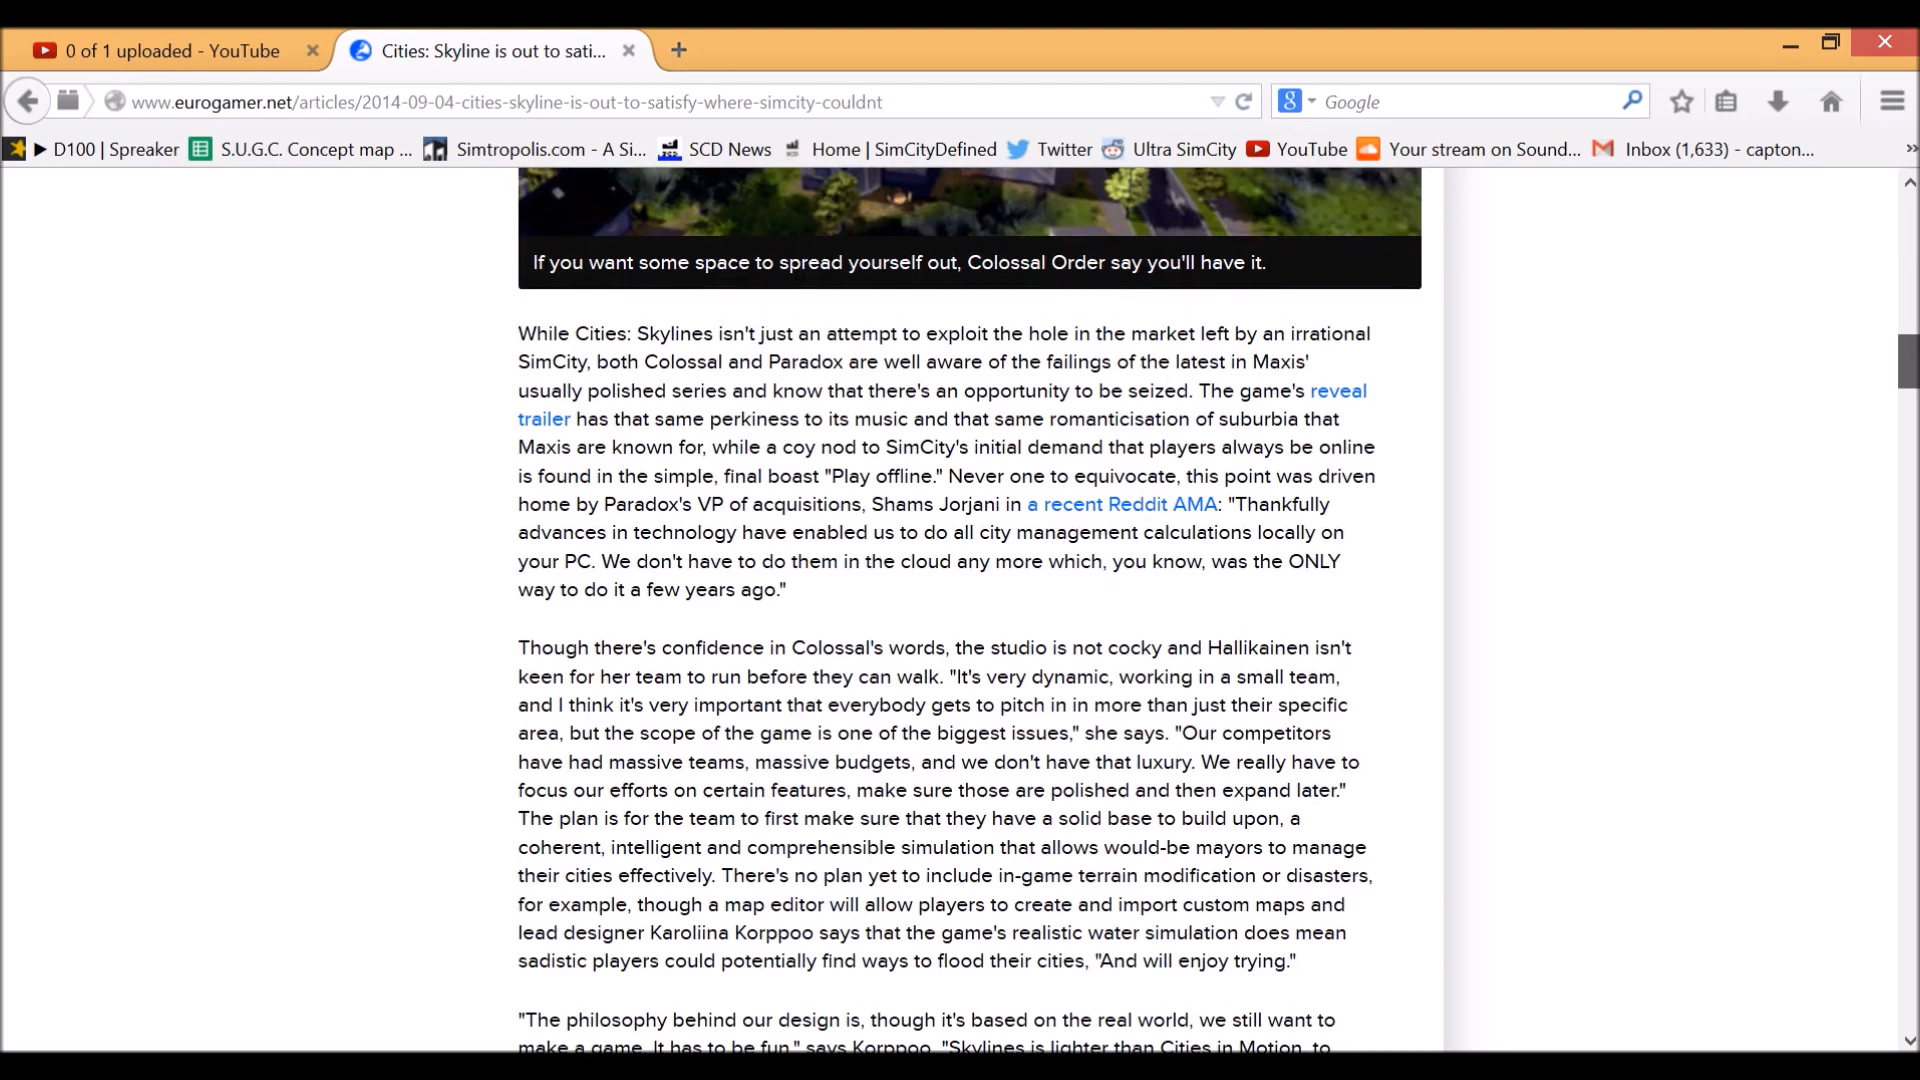 0 of 1 uploaded - YouTube
Cities: Skyline is out to sati...
www.eurogamer.net/articles/2014-09-04-cities-skyline-is-out-to-satisfy-where-simcity-couldnt
Google
D100 | Spreaker
S.U.G.C. Concept map ...
Simtropolis.com - A Si...
SCD News
Home | SimCityDefined
Twitter
Ultra SimCity
YouTube
Your stream on Sound...
Inbox (1,633) - capton...
If you want some space to spread yourself out, Colossal Order say you'll have it.
While Cities: Skylines isn't just an attempt to exploit the hole in the market left by an irrational
SimCity, both Colossal and Paradox are well aware of the failings of the latest in Maxis'
usually polished series and know that there's an opportunity to be seized. The game's reveal
trailer has that same perkiness to its music and that same romanticisation of suburbia that
Maxis are known for, while a coy nod to SimCity's initial demand that players always be online
is found in the simple, final boast "Play offline." Never one to equivocate, this point was driven
home by Paradox's VP of acquisitions, Shams Jorjani in a recent Reddit AMA: "Thankfully
advances in technology have enabled us to do all city management calculations locally on
your PC. We don't have to do them in the cloud any more which, you know, was the ONLY
way to do it a few years ago."
Though there's confidence in Colossal's words, the studio is not cocky and Hallikainen isn't
keen for her team to run before they can walk. "It's very dynamic, working in a small team,
and I think it's very important that everybody gets to pitch in in more than just their specific
area, but the scope of the game is one of the biggest issues," she says. "Our competitors
have had massive teams, massive budgets, and we don't have that luxury. We really have to
focus our efforts on certain features, make sure those are polished and then expand later."
The plan is for the team to first make sure that they have a solid base to build upon, a
coherent, intelligent and comprehensible simulation that allows would-be mayors to manage
their cities effectively. There's no plan yet to include in-game terrain modification or disasters,
for example, though a map editor will allow players to create and import custom maps and
lead designer Karoliina Korppoo says that the game's realistic water simulation does mean
sadistic players could potentially find ways to flood their cities, "And will enjoy trying."
"The philosophy behind our design is, though it's based on the real world, we still want to
make a game. It has to be fun," says Korppoo. "Skylines is lighter than Cities in Motion, to